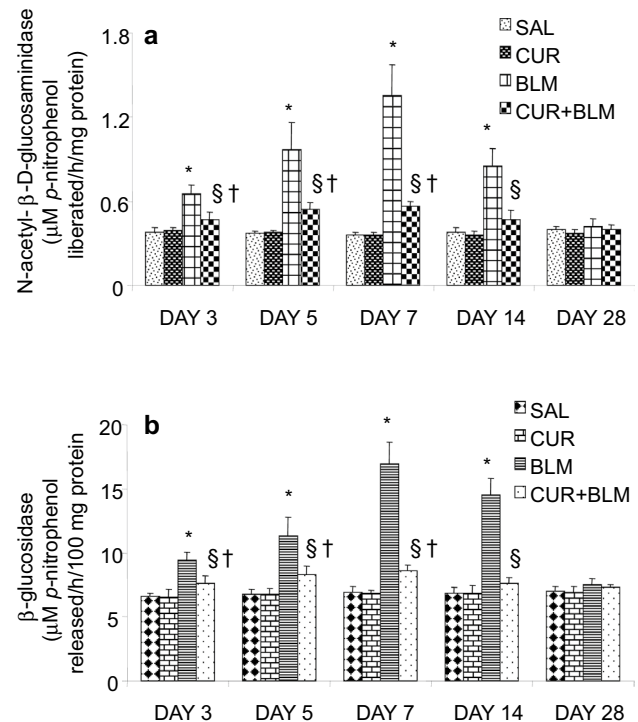 a
N-acetyl- β-D-glucosaminidase
(μM p-nitrophenol
liberated/h/mg protein)
1.8
1.2
0.6
0
SAL
CUR
BLM
CUR+BLM
*
*
*
*
§ †
§ †
§ †
§
DAY 3
DAY 5
DAY 7
DAY 14
DAY 28
b
β-glucosidase
(μM p-nitrophenol
released/h/100 mg protein
20
15
10
5
0
SAL
CUR
BLM
CUR+BLM
*
*
*
*
§ †
§ †
§ †
§
DAY 3
DAY 5
DAY 7
DAY 14
DAY 28